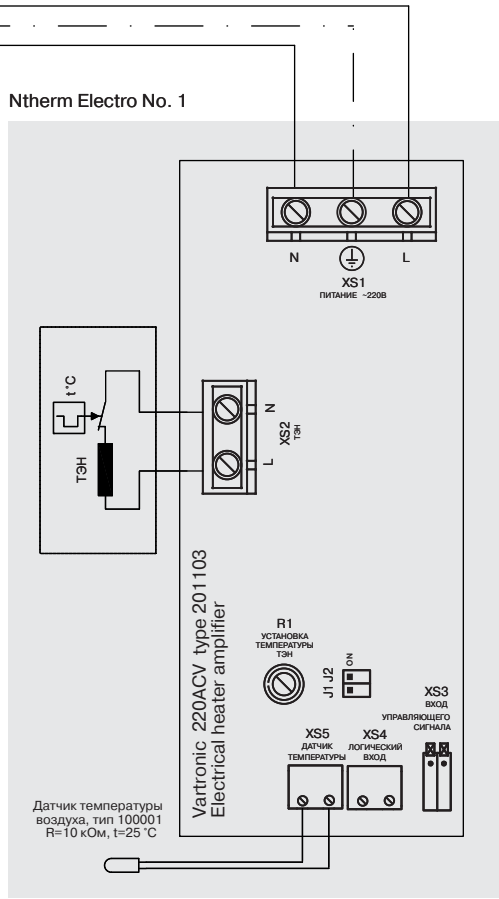 Ntherm Electro No. 1
N
L
XS1
ПИТАНИЕ ~220В
t°C
ТЭН
N
XS2
ТЭН
L
Vartronic 220ACV type 201103
Electrical heater amplifier
R1
УСТАНОВКА
ТЕМПЕРАТУРЫ
ТЭН
ON
J1 J2
XS3
ВХОД
УПРАВЛЯЮЩЕГО
СИГНАЛА
XS5
ДАТЧИК
ТЕМПЕРАТУРЫ
XS4
ЛОГИЧЕСКИЙ
ВХОД
Датчик температуры
воздуха, тип 100001
R=10 кОм, t=25 °C